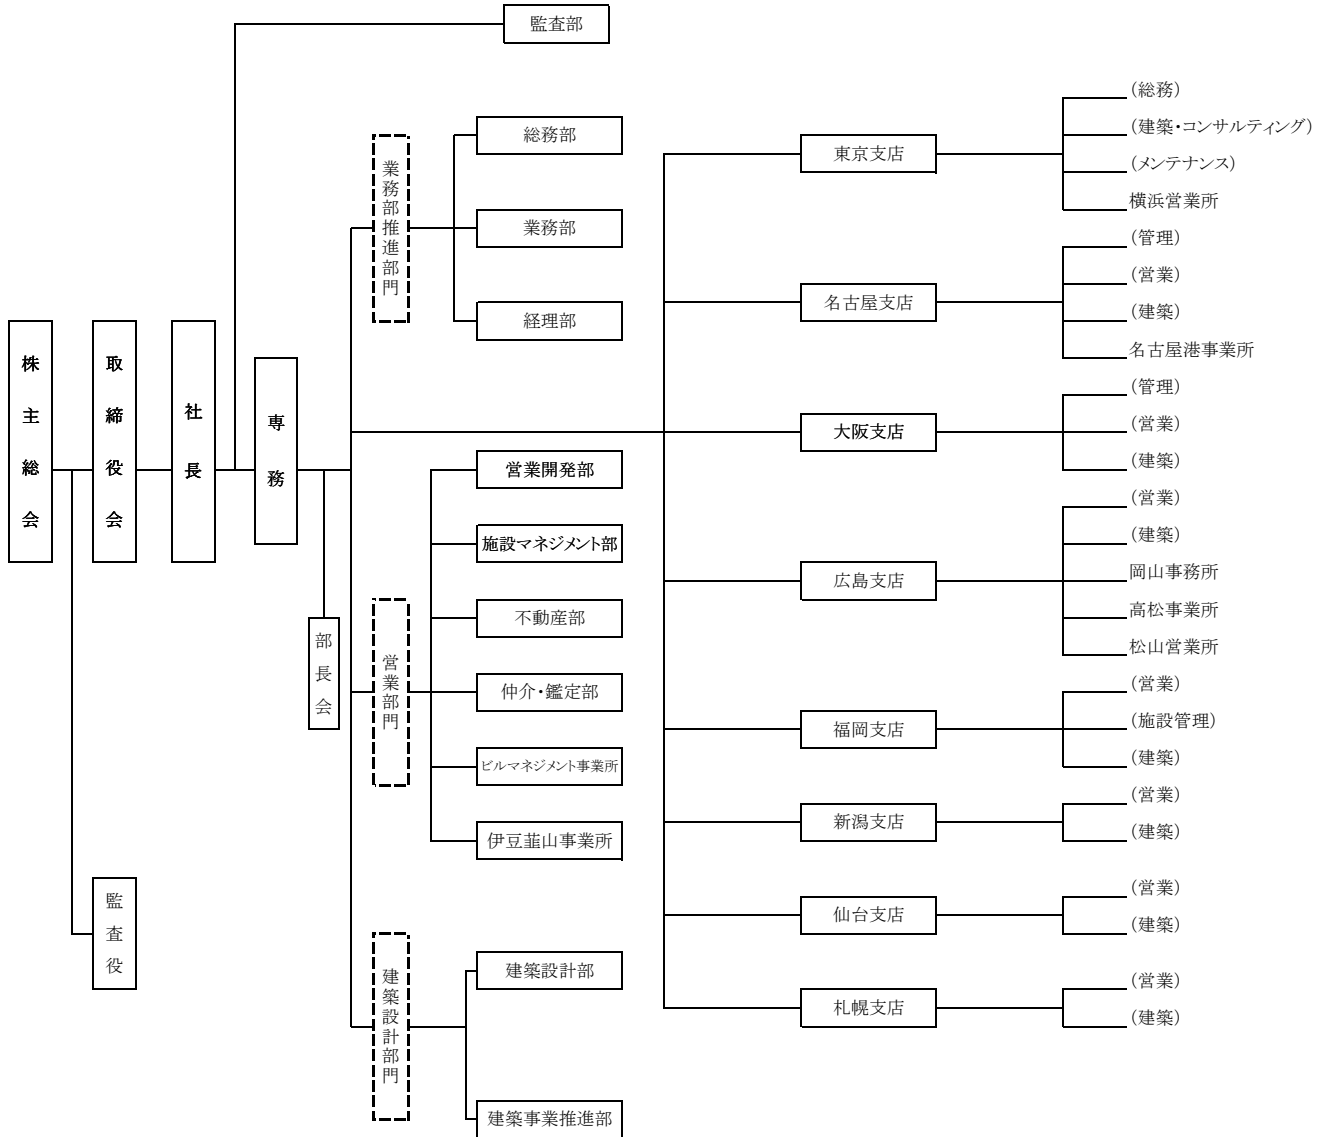 監査部
株主総会
取締役会
社長
専務
部長会
監査役
業務部推進部門
総務部
業務部
経理部
営業部門
営業開発部
施設マネジメント部
不動産部
仲介・鑑定部
ビルマネジメント事業所
伊豆韮山事業所
建築設計部門
建築設計部
建築事業推進部
東京支店
(総務)
(建築・コンサルティング)
(メンテナンス)
横浜営業所
名古屋支店
(管理)
(営業)
(建築)
名古屋港事業所
大阪支店
(管理)
(営業)
(建築)
広島支店
(営業)
(建築)
岡山事務所
高松事業所
松山営業所
福岡支店
(営業)
(施設管理)
(建築)
新潟支店
(営業)
(建築)
仙台支店
(営業)
(建築)
札幌支店
(営業)
(建築)